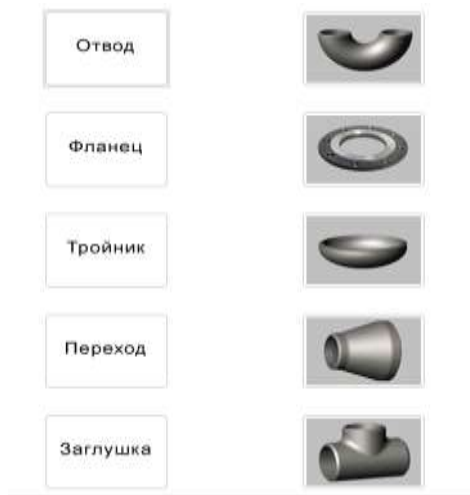 Отвод
Фланец
Тройник
Переход
Заглушка